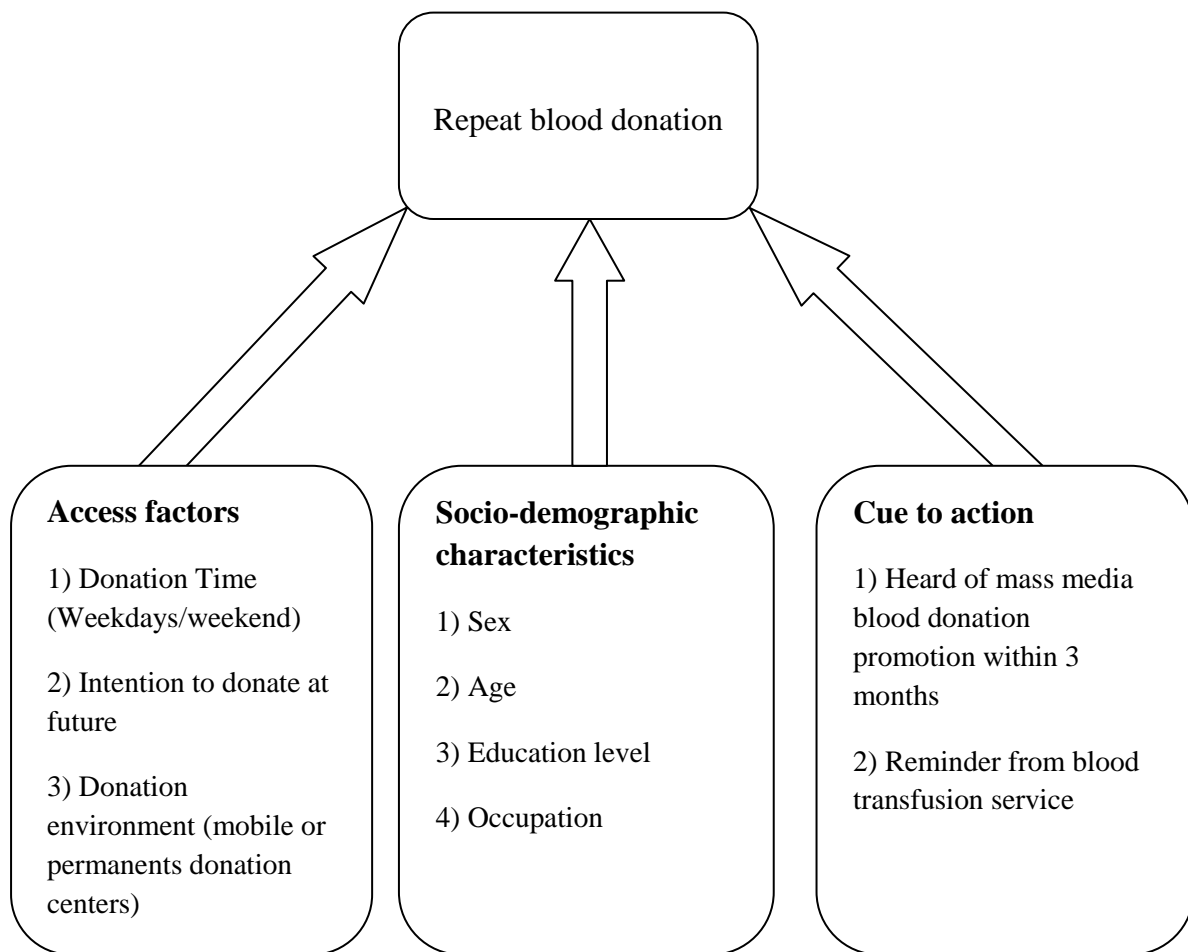 Repeat blood donation
Access factors
1) Donation Time
(Weekdays/weekend)
2) Intention to donate at
future
3) Donation
environment (mobile or
permanents donation
centers)
Socio-demographic
characteristics
1) Sex
2) Age
3) Education level
4) Occupation
Cue to action
1) Heard of mass media
blood donation
promotion within 3
months
2) Reminder from blood
transfusion service